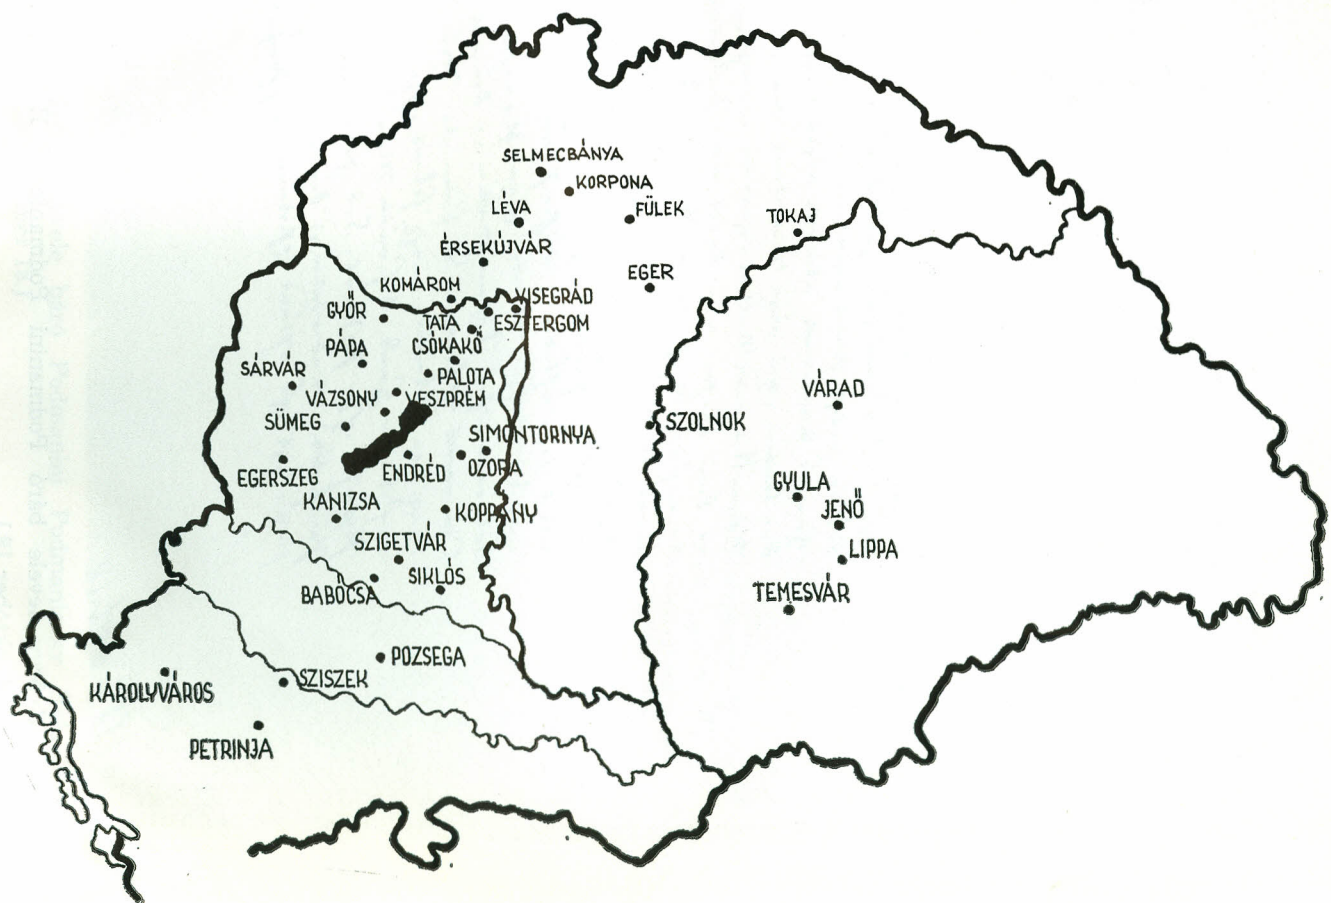 SELMECBÁNYA
KORPONA
LÉVA
FÜLEK
TOKAJ
ÉRSEKÚJVÁR
EGER
KOMÁROM
VISEGRÁD
GYŐR
TATA
ESZTERGOM
PÁPA
CSÓKAKŐ
SÁRVÁR
PALOTA
VÁRAD
VÁZSONY
VESZPRÉM
SÜMEG
SZOLNOK
SIMONTORNYA
EGERSZEG
ENDRÉD
OZORA
GYULA
KANIZSA
JENŐ
KOPPÁNY
SZIGETVÁR
LIPPA
SIKLÓS
BABÓCSA
TEMESVÁR
POZSEGA
KÁROLYVÁROS
SZISZEK
PETRINJA